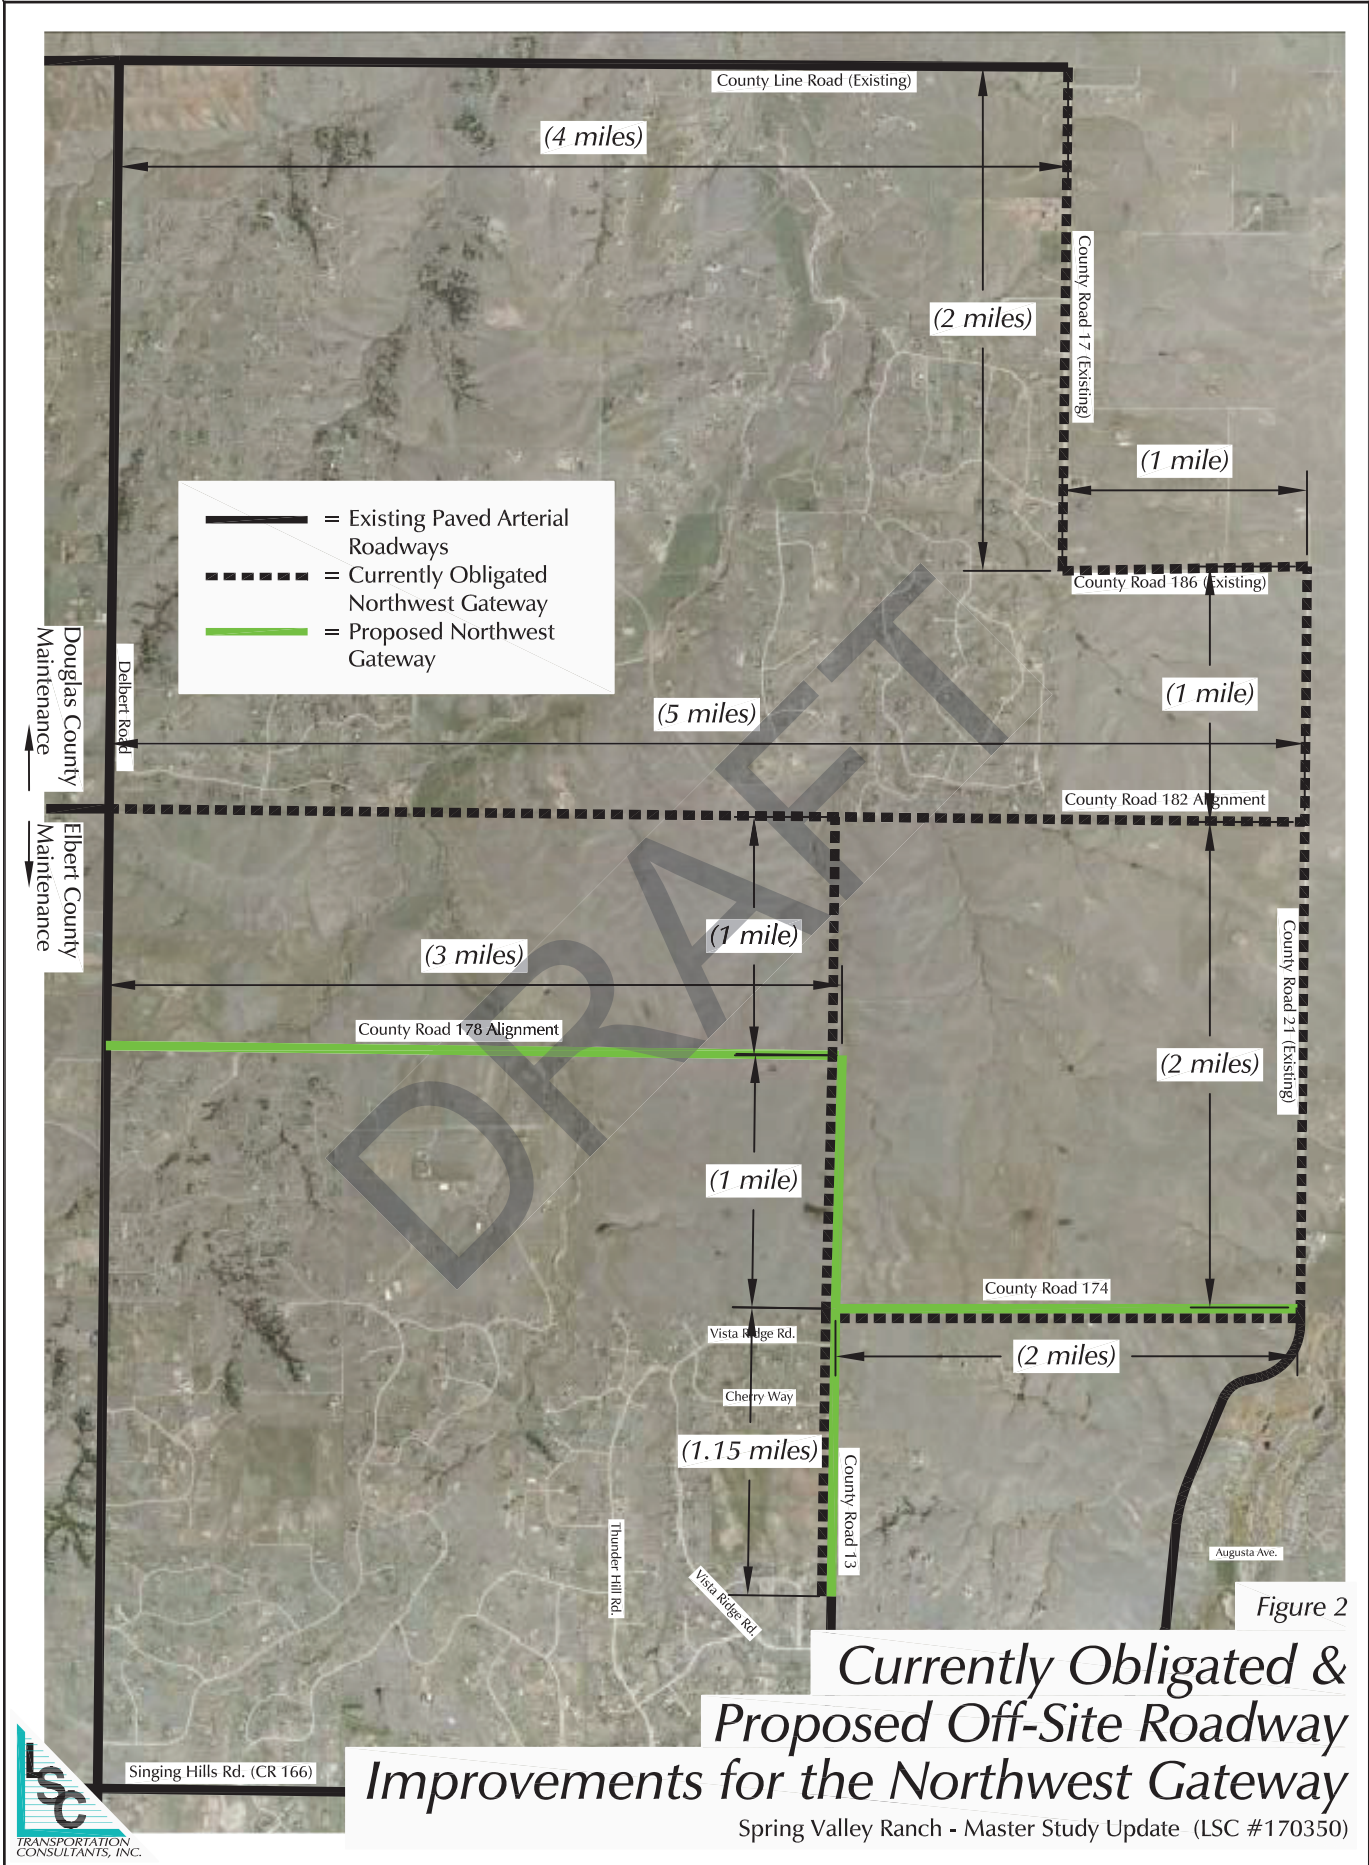 County Line Road (Existing)
(4 miles)
(2 miles)
County Road 17 (Existing)
(1 mile)
County Road 186 (Existing)
= Existing Paved Arterial
Roadways
= Currently Obligated
Northwest Gateway
= Proposed Northwest
Gateway
Douglas County
Maintenance
Delbert Road
(1 mile)
(5 miles)
County Road 182 Alignment
Elbert County
Maintenance
(1 mile)
(3 miles)
County Road 21 (Existing)
County Road 178 Alignment
(2 miles)
(1 mile)
DRAFT
County Road 174
Vista Ridge Rd.
(2 miles)
Cherry Way
(1.15 miles)
County Road 13
Thunder Hill Rd.
Vista Ridge Rd.
Augusta Ave.
Figure 2
Currently Obligated &
Proposed Off-Site Roadway
Improvements for the Northwest Gateway
Spring Valley Ranch - Master Study Update (LSC #170350)
Singing Hills Rd. (CR 166)
LSC
TRANSPORTATION
CONSULTANTS, INC.